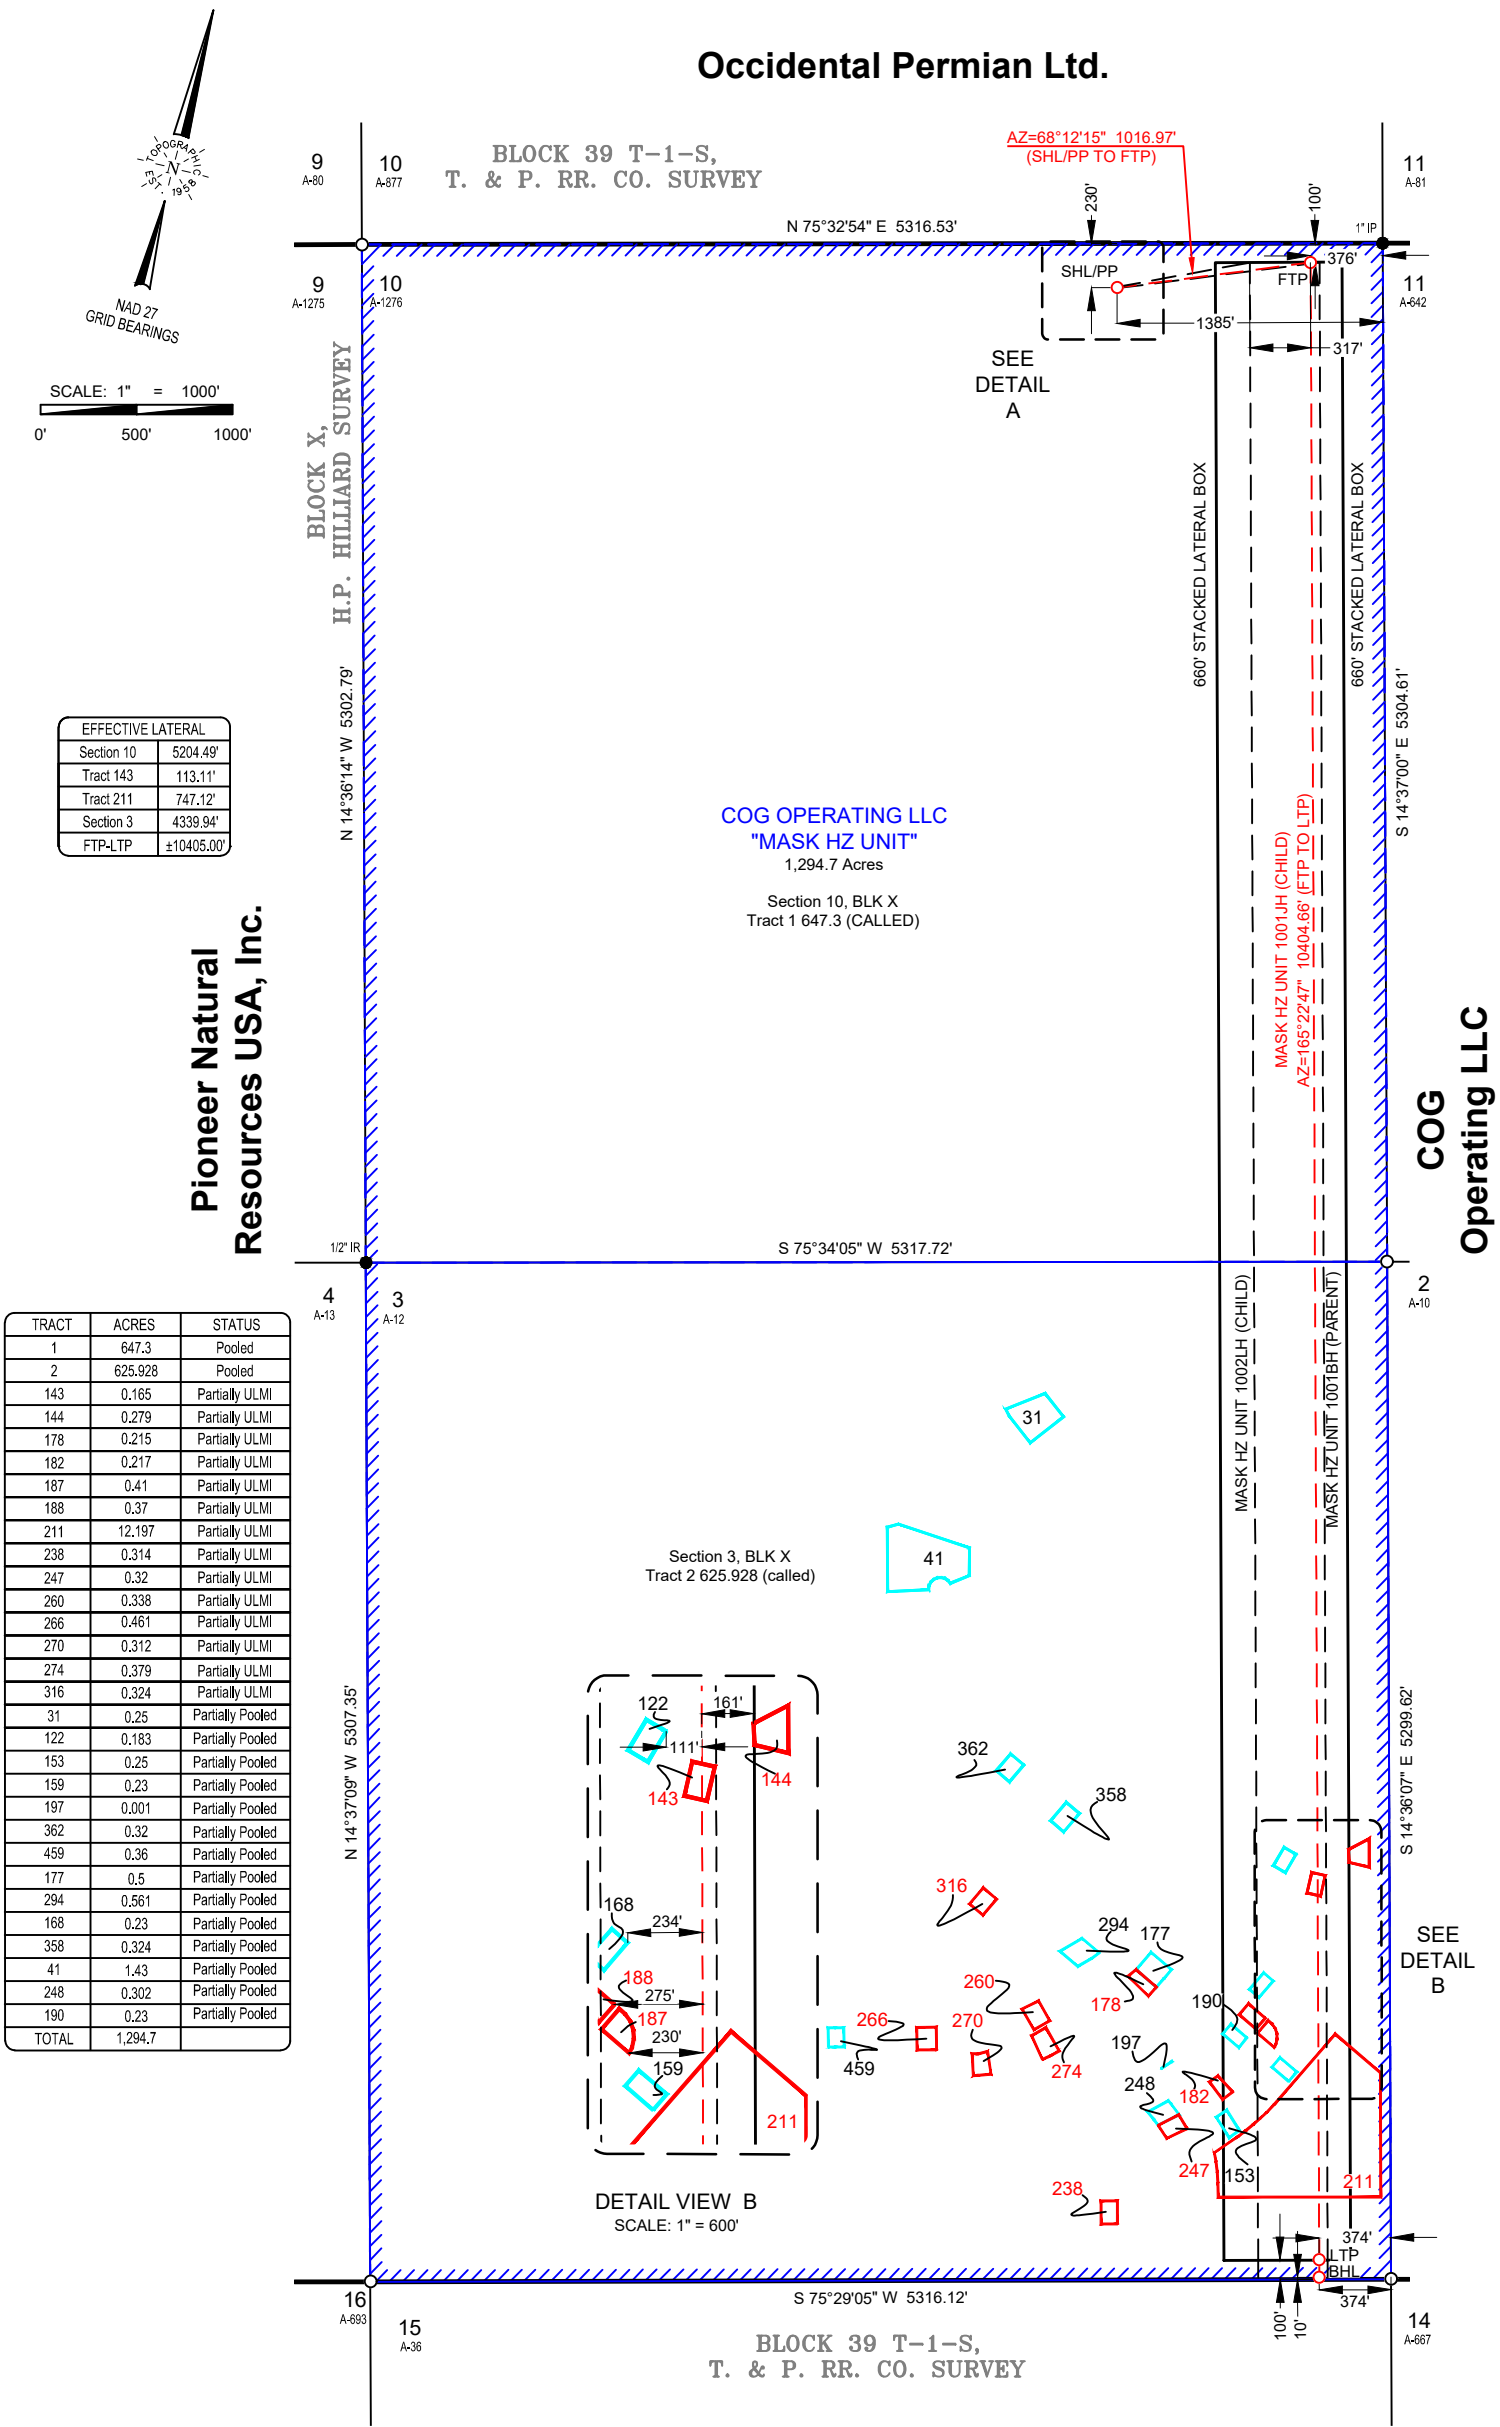 Occidental Permian Ltd.
TOPOGRAPHIC
N
EST. 1958
NAD 27
GRID BEARINGS
SCALE: 1" = 1000'
0' 500' 1000'
9
A-80
10
A-877
BLOCK 39 T-1-S,
T. & P. RR. CO. SURVEY
AZ=68°12'15" 1016.97'
(SHL/PP TO FTP)
11
A-81
230'
100'
N 75°32'54" E 5316.53'
1" IP
9
A-1275
10
A-1276
SHL/PP
FTP
376'
11
A-642
1385'
317'
SEE
DETAIL
A
BLOCK X,
H.P. HILLIARD SURVEY
660' STACKED LATERAL BOX
660' STACKED LATERAL BOX
N 14°36'14" W 5302.79'
S 14°37'00" E 5304.61'
EFFECTIVE LATERAL
Section 10 5204.49'
Tract 143 113.11'
Tract 211 747.12'
Section 3 4339.94'
FTP-LTP ±10405.00'
COG OPERATING LLC
"MASK HZ UNIT"
1,294.7 Acres
Section 10, BLK X
Tract 1 647.3 (CALLED)
MASK HZ UNIT 1001JH (CHILD)
AZ=165°22'47" 10404.66' (FTP TO LTP)
Pioneer Natural
Resources USA, Inc.
COG
Operating LLC
1/2" IR
S 75°34'05" W 5317.72'
4
A-13
3
A-12
2
A-10
MASK HZ UNIT 1002LH (CHILD)
MASK HZ UNIT 1001BH (PARENT)
TRACT ACRES STATUS
1 647.3 Pooled
2 625.928 Pooled
143 0.165 Partially ULMI
144 0.279 Partially ULMI
178 0.215 Partially ULMI
182 0.217 Partially ULMI
187 0.41 Partially ULMI
188 0.37 Partially ULMI
211 12.197 Partially ULMI
238 0.314 Partially ULMI
247 0.32 Partially ULMI
260 0.338 Partially ULMI
266 0.461 Partially ULMI
270 0.312 Partially ULMI
274 0.379 Partially ULMI
316 0.324 Partially ULMI
31 0.25 Partially Pooled
122 0.183 Partially Pooled
153 0.25 Partially Pooled
159 0.23 Partially Pooled
197 0.001 Partially Pooled
362 0.32 Partially Pooled
459 0.36 Partially Pooled
177 0.5 Partially Pooled
294 0.561 Partially Pooled
168 0.23 Partially Pooled
358 0.324 Partially Pooled
41 1.43 Partially Pooled
248 0.302 Partially Pooled
190 0.23 Partially Pooled
TOTAL 1,294.7
31
41
Section 3, BLK X
Tract 2 625.928 (called)
N 14°37'09" W 5307.35'
S 14°36'07" E 5299.62'
122
161'
111'
143
144
168
234'
188
275'
187
230'
159
211
DETAIL VIEW B
SCALE: 1" = 600'
362
358
316
294
177
260
178
190
266
270
459
274
197
248
182
247
153
211
238
SEE
DETAIL
B
374'
LTP
BHL
374'
100'
10'
S 75°29'05" W 5316.12'
16
A-693
15
A-36
14
A-667
BLOCK 39 T-1-S,
T. & P. RR. CO. SURVEY